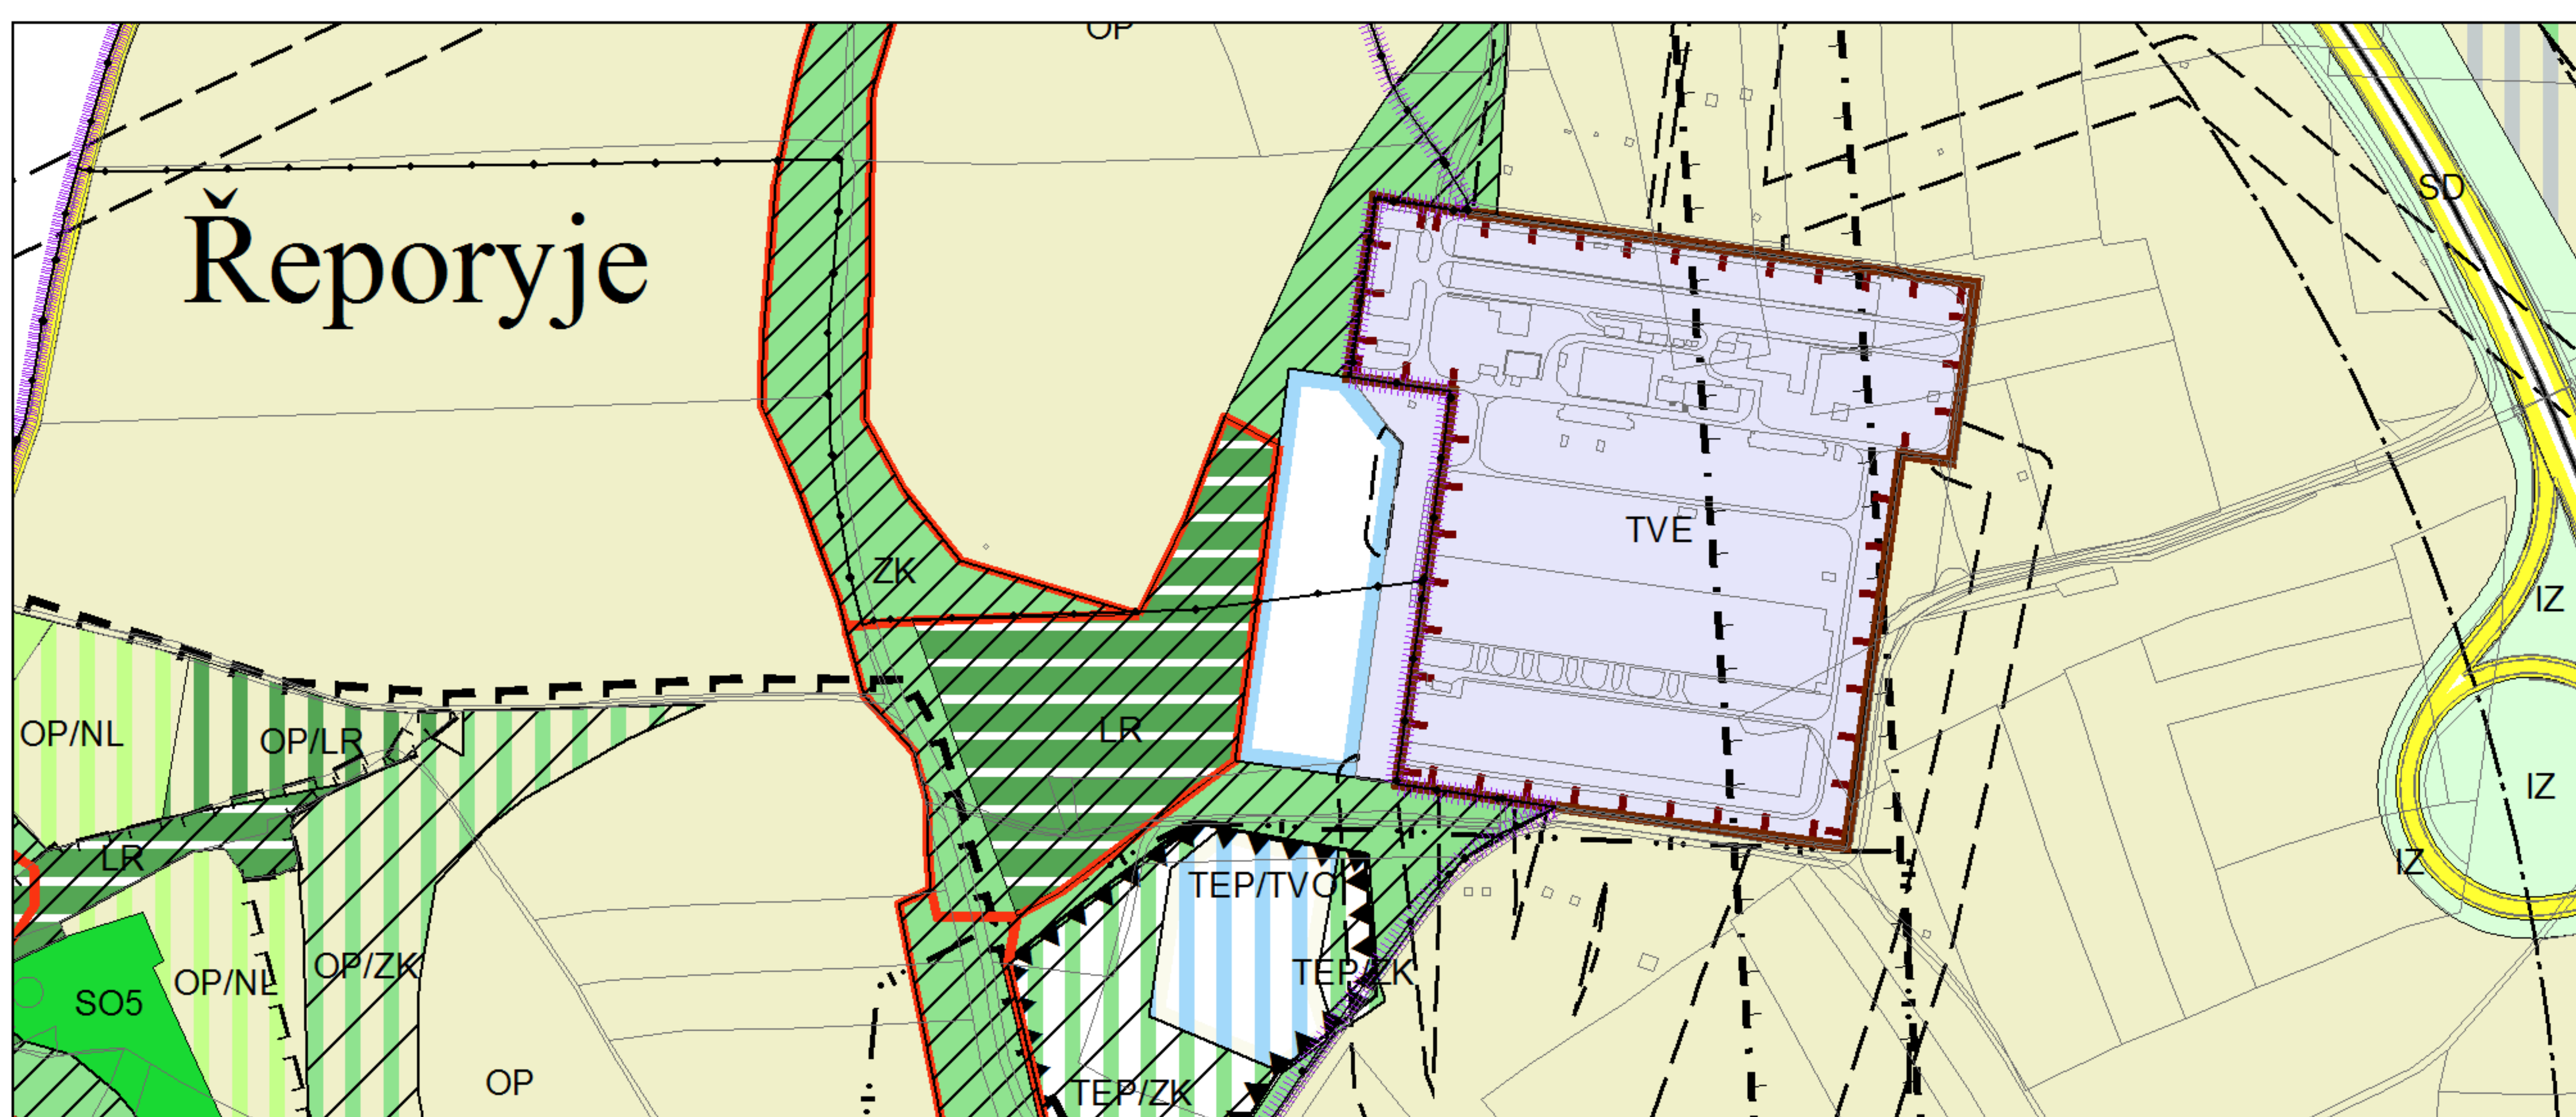 OP
SD
Řeporyje
TVE
ZK
IZ
OP/NL
OP/LR
LR
IZ
LR
IZ
TEP/TVO
OP/ZK
TEP/ZK
OP/NL
SO5
OP
TEP/ZK